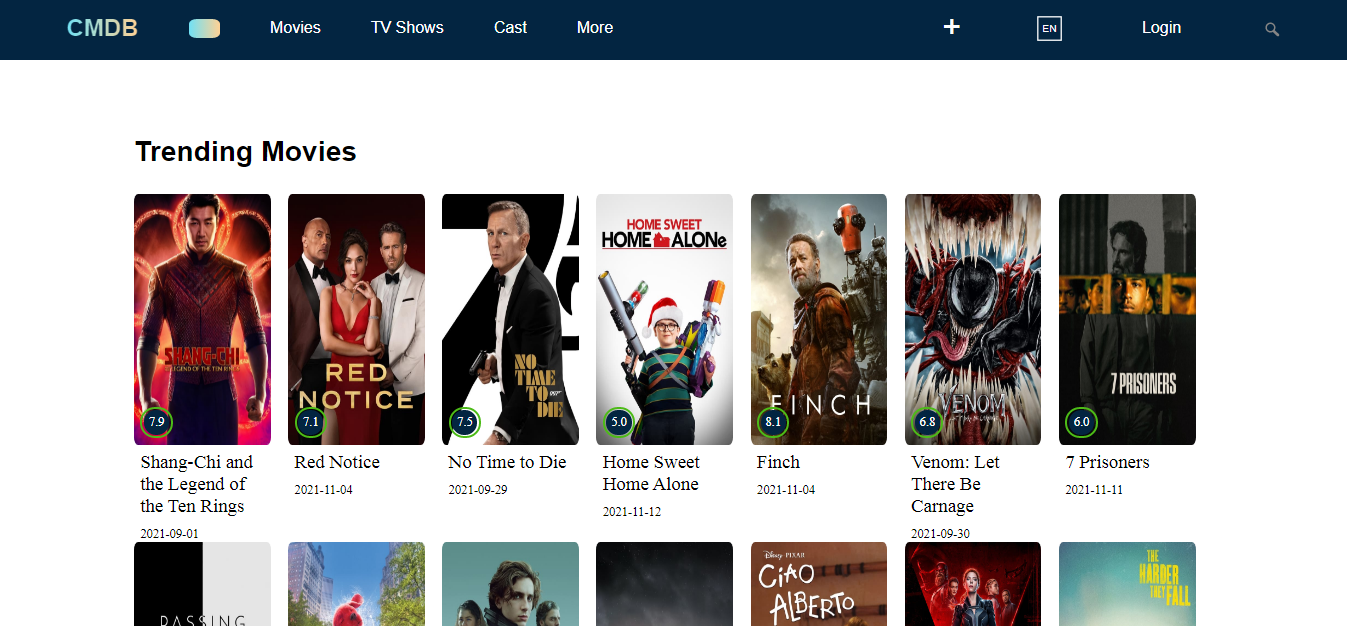 CMDB Movies TV Shows Cast More + EN Login
Trending Movies
SHANG-CHI
LEGEND OF THE TEN RINGS
7.9
Shang-Chi and
the Legend of
the Ten Rings
2021-09-01
RED
NOTICE
7.1
Red Notice
2021-11-04
NO
TIME
TO
DIE
007
7.5
No Time to Die
2021-09-29
HOME SWEET
HOME ALONe
5.0
Home Sweet
Home Alone
2021-11-12
FINCH
8.1
Finch
2021-11-04
VENOM
6.8
Venom: Let
There Be
Carnage
2021-09-30
7 PRISONERS
6.0
7 Prisoners
2021-11-11
PASSING
Disney PIXAR
CiAO
ALBERTO
THE
HARDER
THEY
FALL